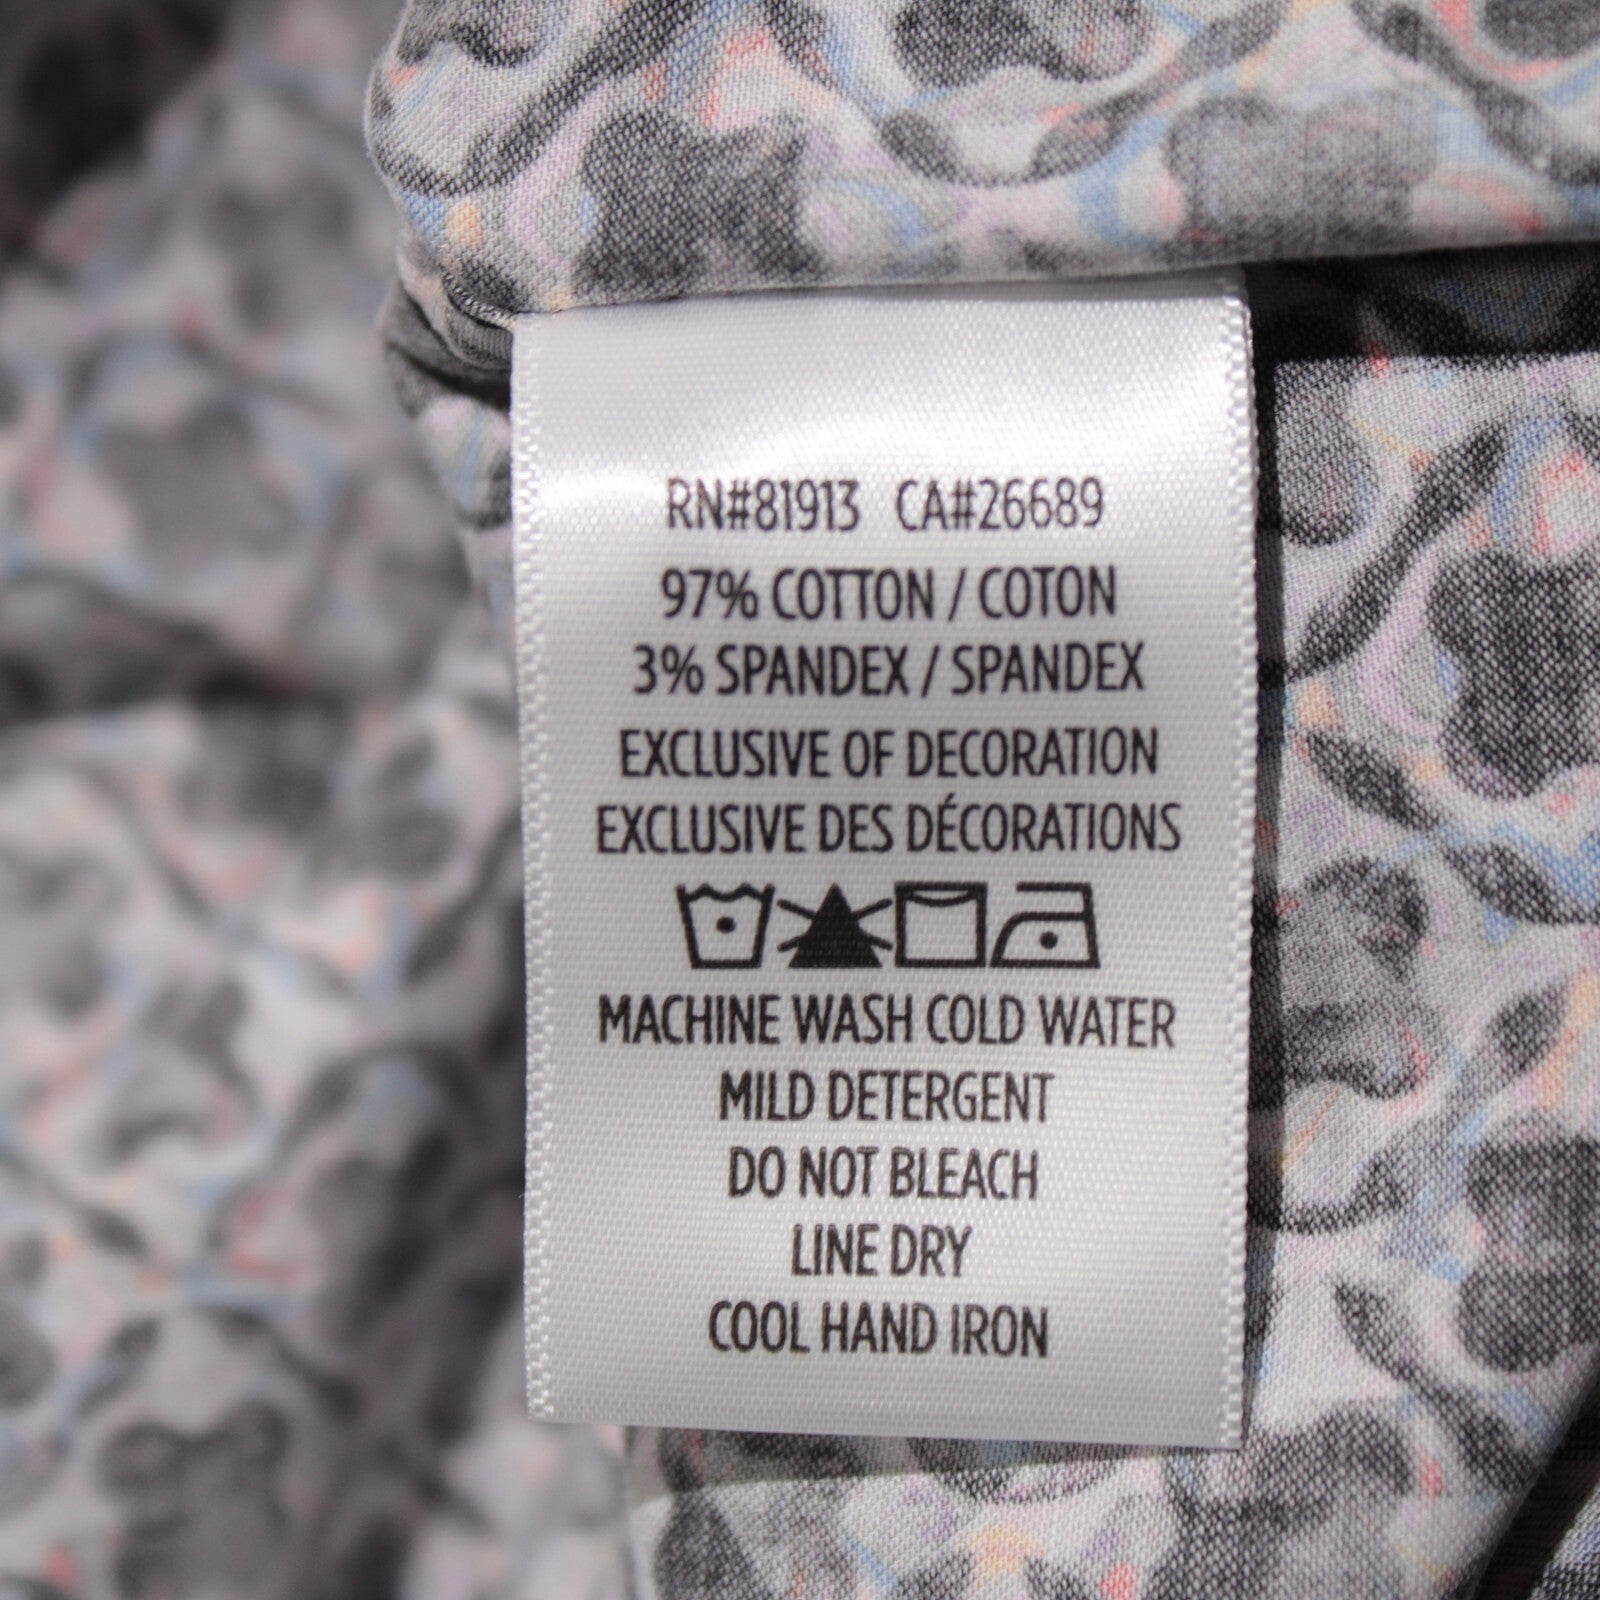 RN#81913 CA#26689
97% COTTON / COTON
3% SPANDEX / SPANDEX
EXCLUSIVE OF DECORATION
EXCLUSIVE DES DÉCORATIONS
MACHINE WASH COLD WATER
MILD DETERGENT
DO NOT BLEACH
LINE DRY
COOL HAND IRON